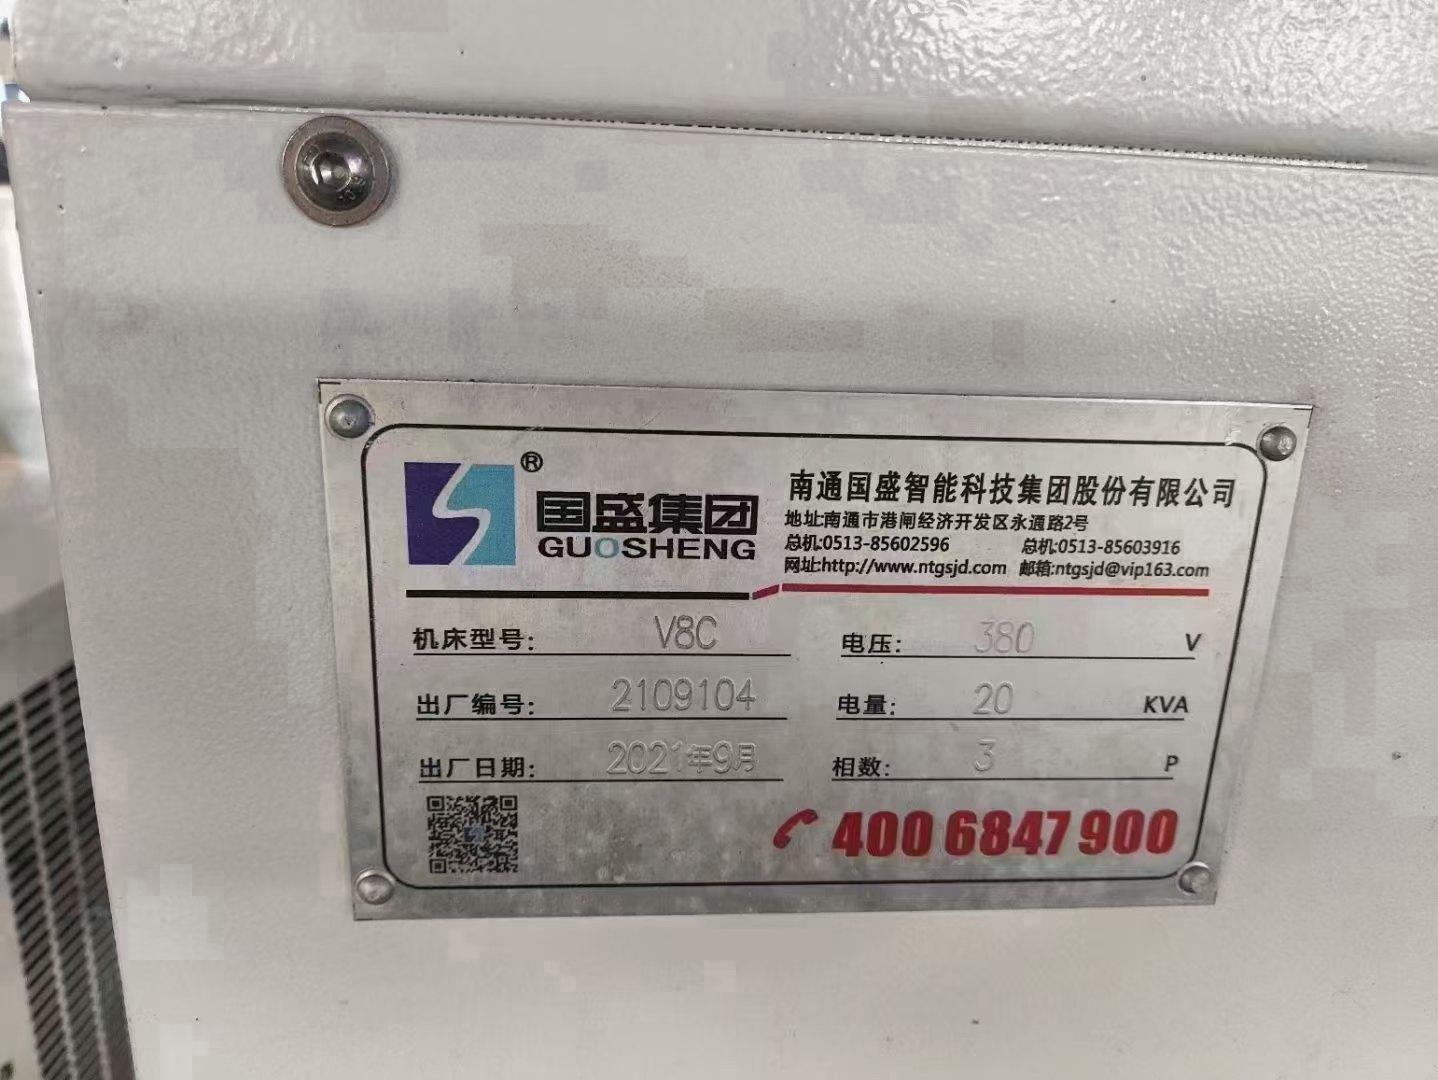 ®
国盛集团
GUOSHENG
南通国盛智能科技集团股份有限公司
地址:南通市港闸经济开发区永通路2号
总机:0513-85602596 总机:0513-85603916
网址:http://www.ntgsjd.com 邮箱:ntgsjd@vip163.com
机床型号: V8C 电压: 380 V
出厂编号: 2109104 电量: 20 KVA
出厂日期: 2021年9月 相数: 3 P
400 6847 900